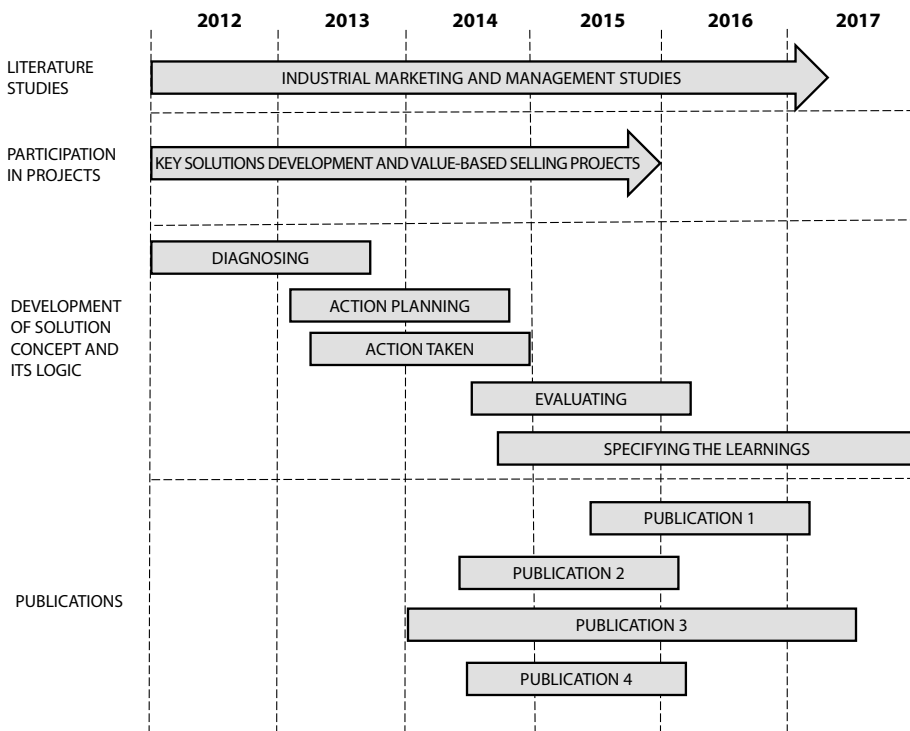 2012 2013 2014 2015 2016 2017
LITERATURE
STUDIES
INDUSTRIAL MARKETING AND MANAGEMENT STUDIES
PARTICIPATION
IN PROJECTS
KEY SOLUTIONS DEVELOPMENT AND VALUE-BASED SELLING PROJECTS
DEVELOPMENT
OF SOLUTION
CONCEPT AND
ITS LOGIC
DIAGNOSING
ACTION PLANNING
ACTION TAKEN
EVALUATING
SPECIFYING THE LEARNINGS
PUBLICATIONS
PUBLICATION 1
PUBLICATION 2
PUBLICATION 3
PUBLICATION 4